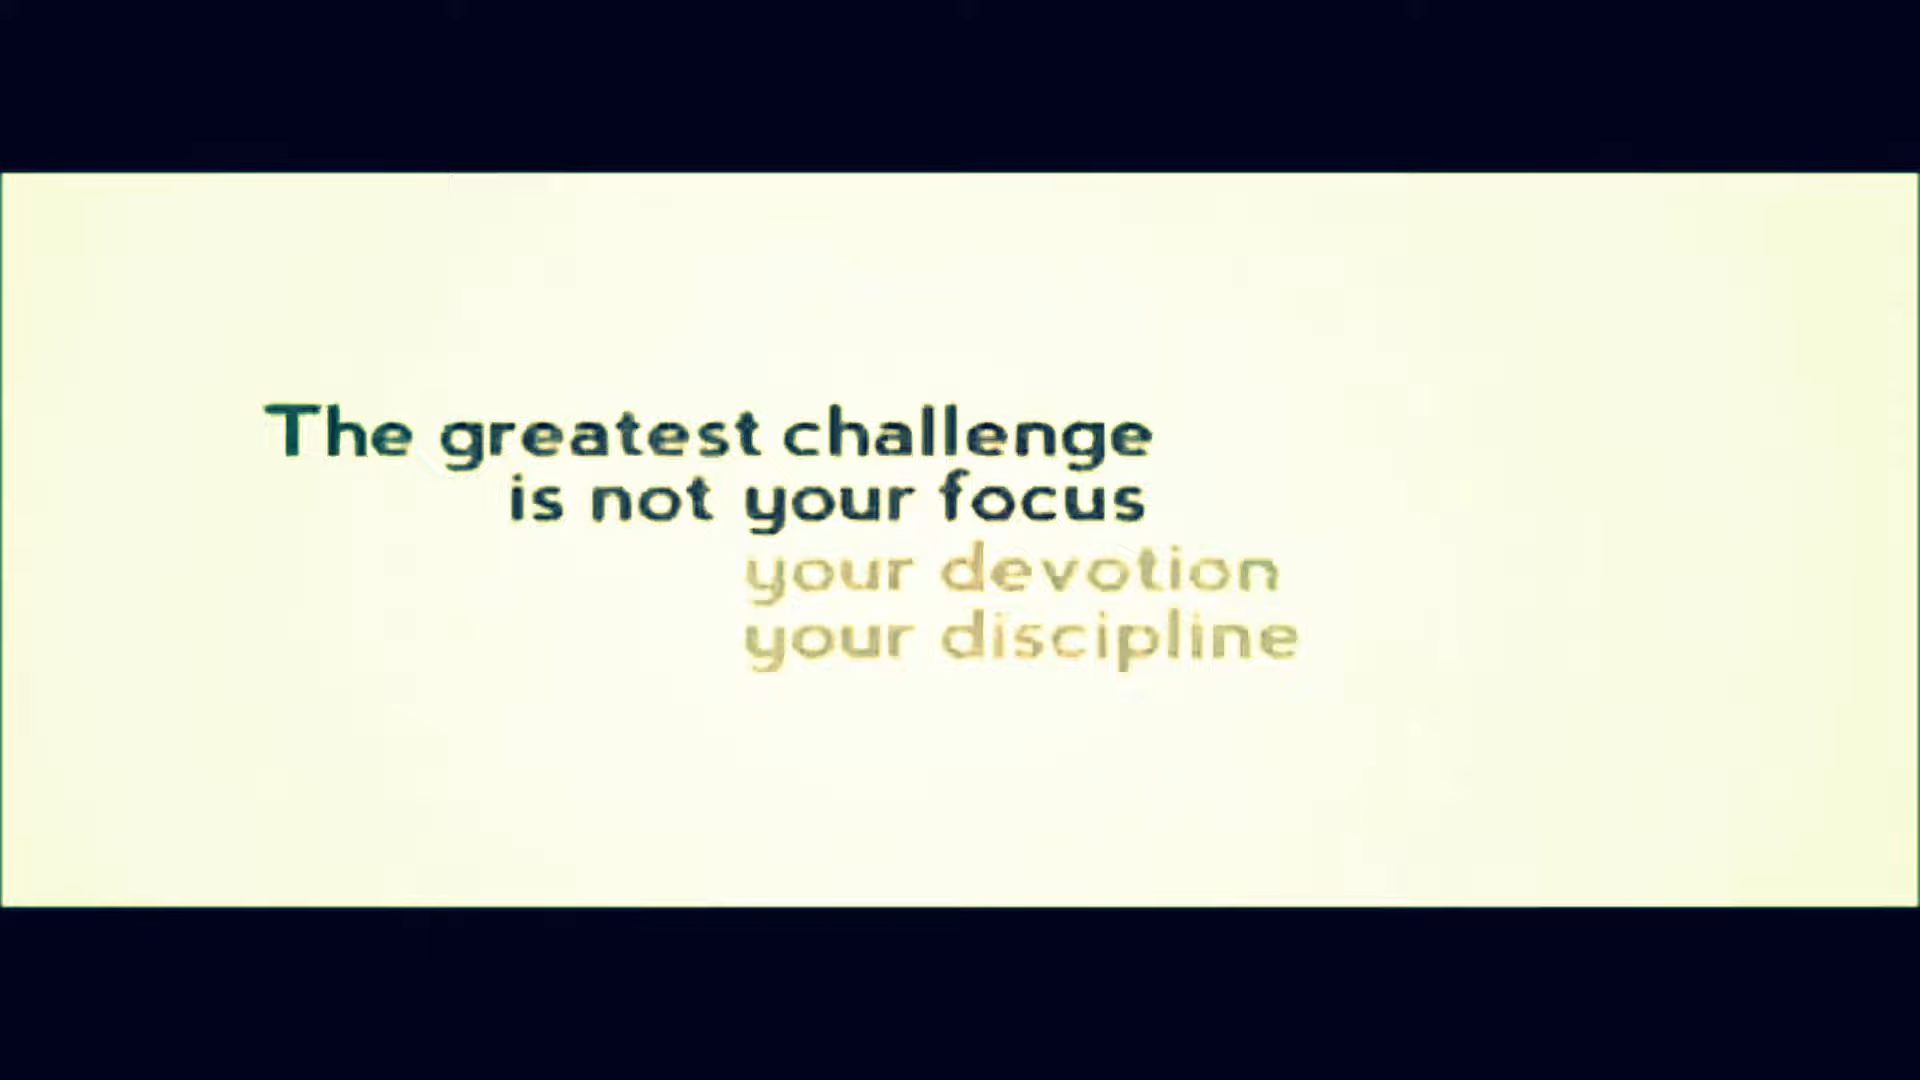 The greatest challenge
is not your focus
your devotion
your discipline